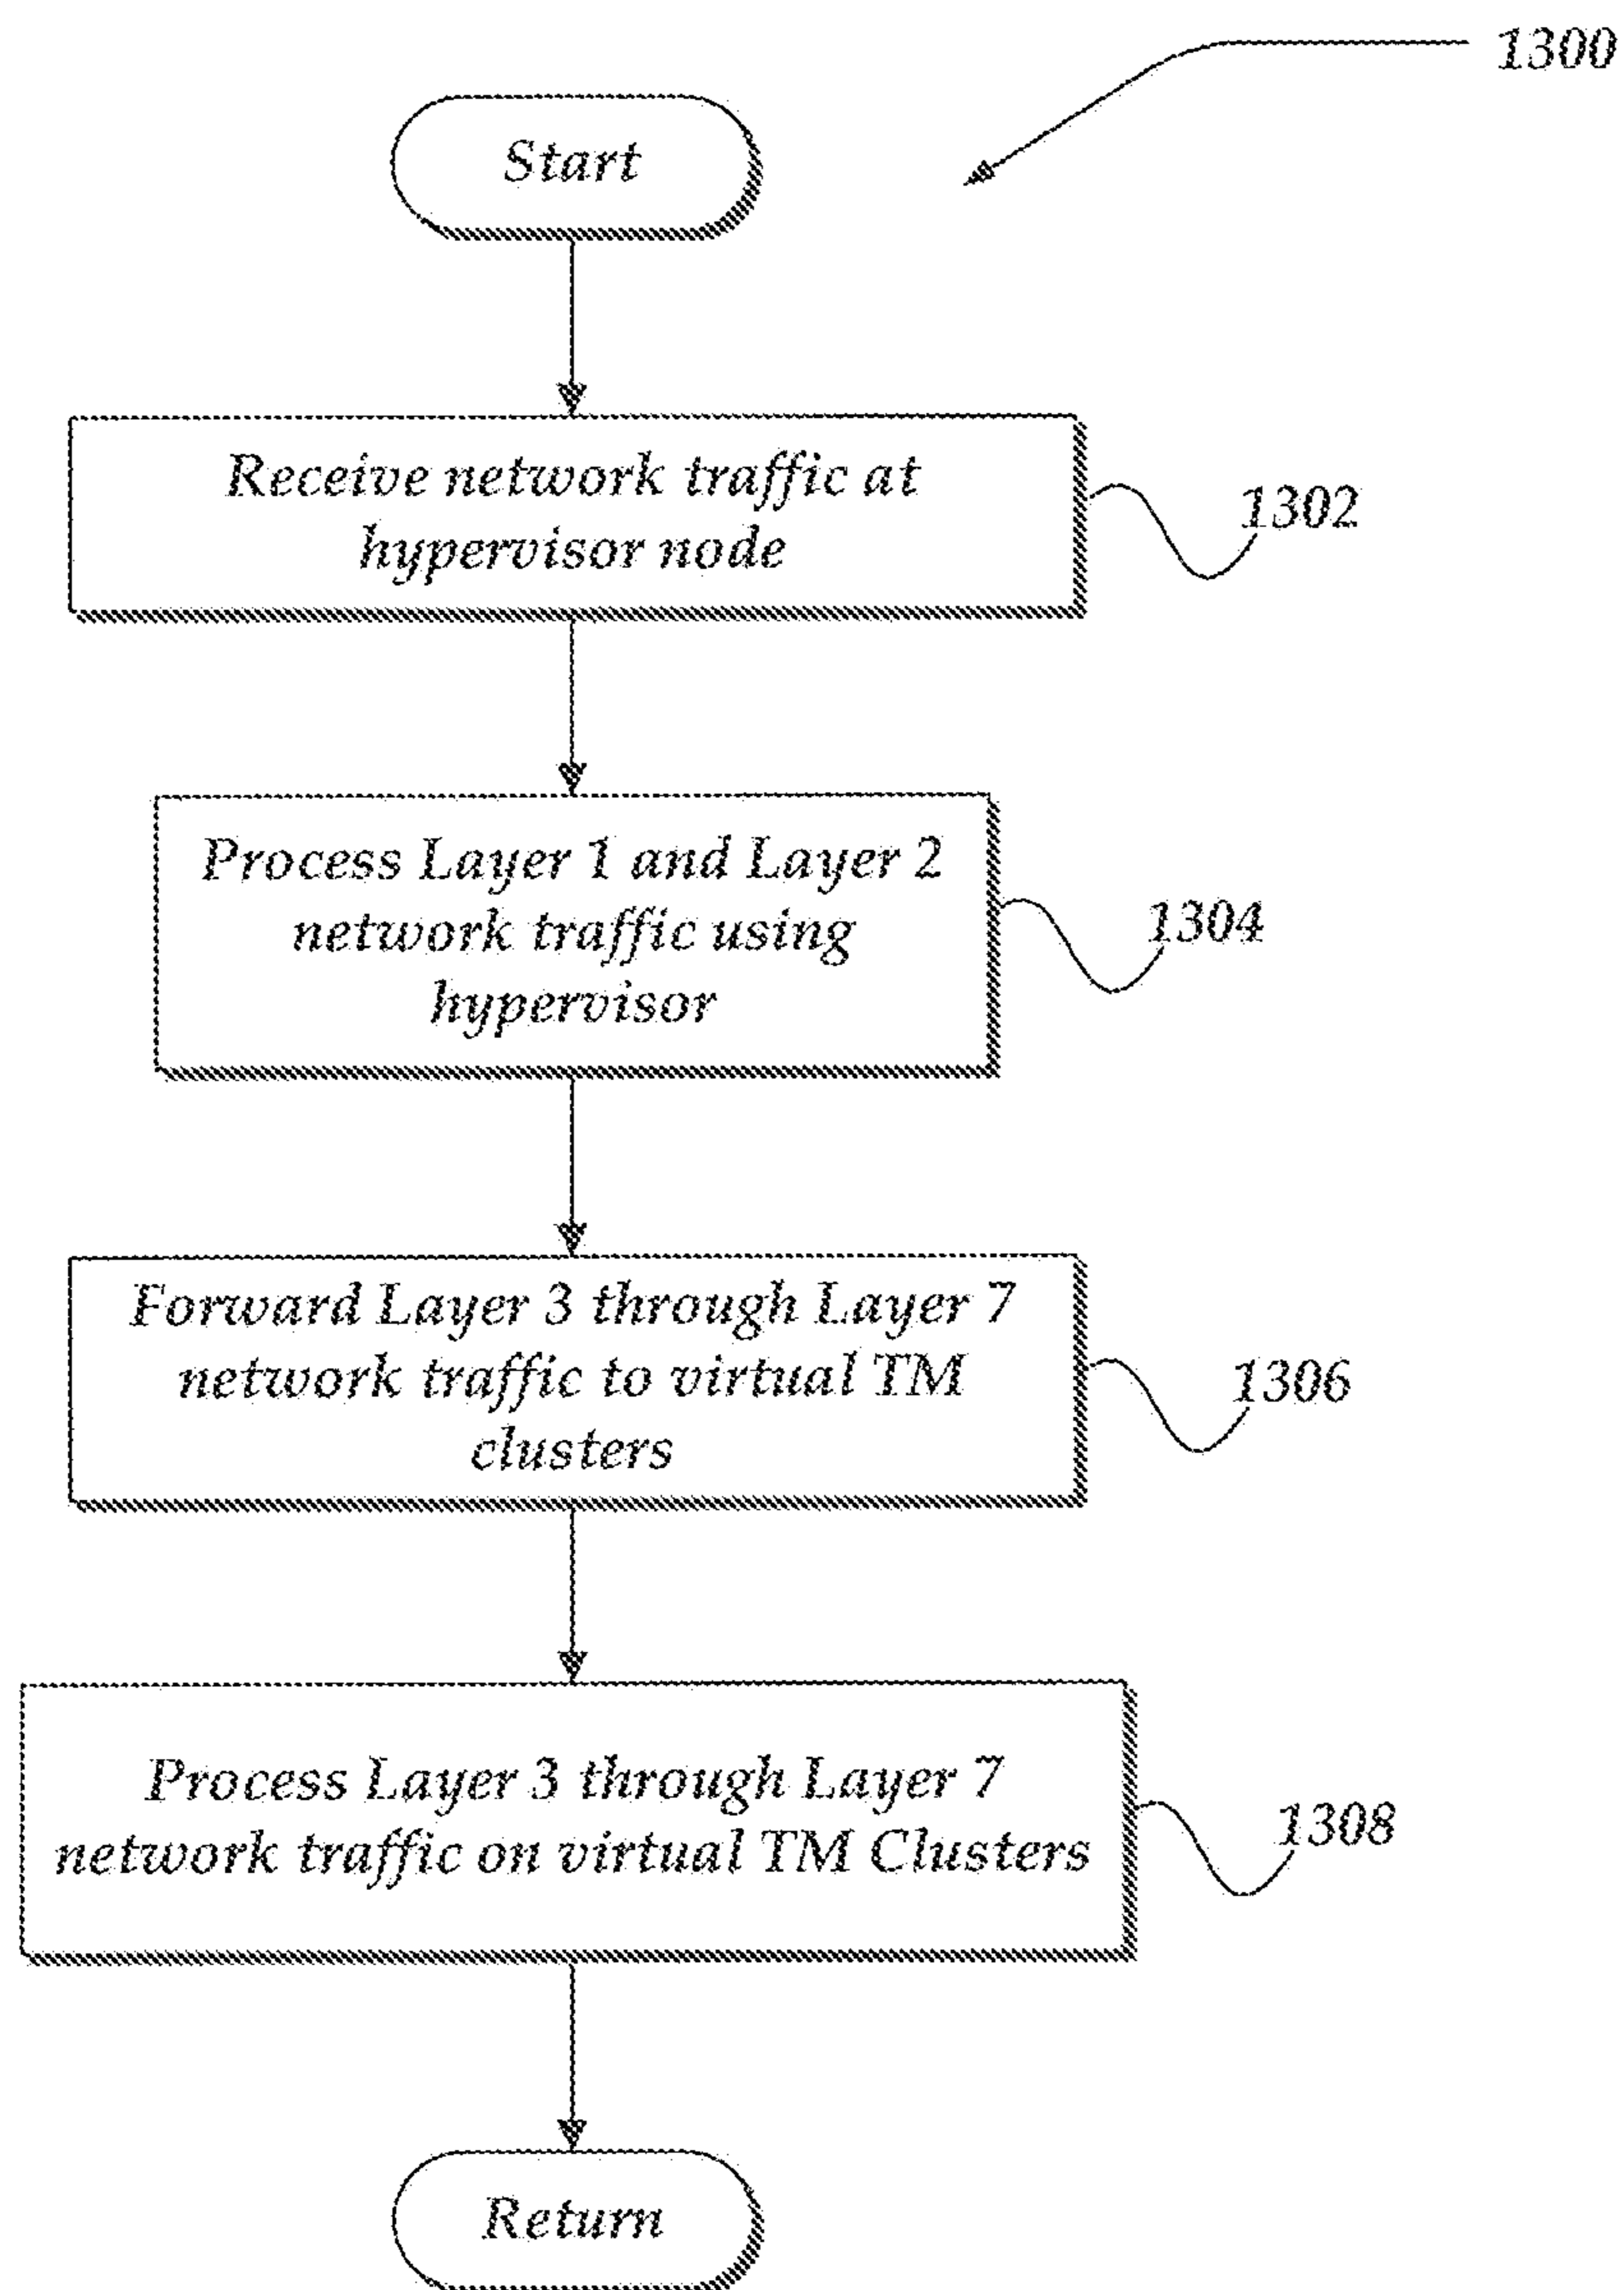 1300
Start
Receive network traffic at
hypervisor node
1302
Process Layer 1 and Layer 2
network traffic using
hypervisor
1304
Forward Layer 3 through Layer 7
network traffic to virtual TM
clusters
1306
Process Layer 3 through Layer 7
network traffic on virtual TM Clusters
1308
Return